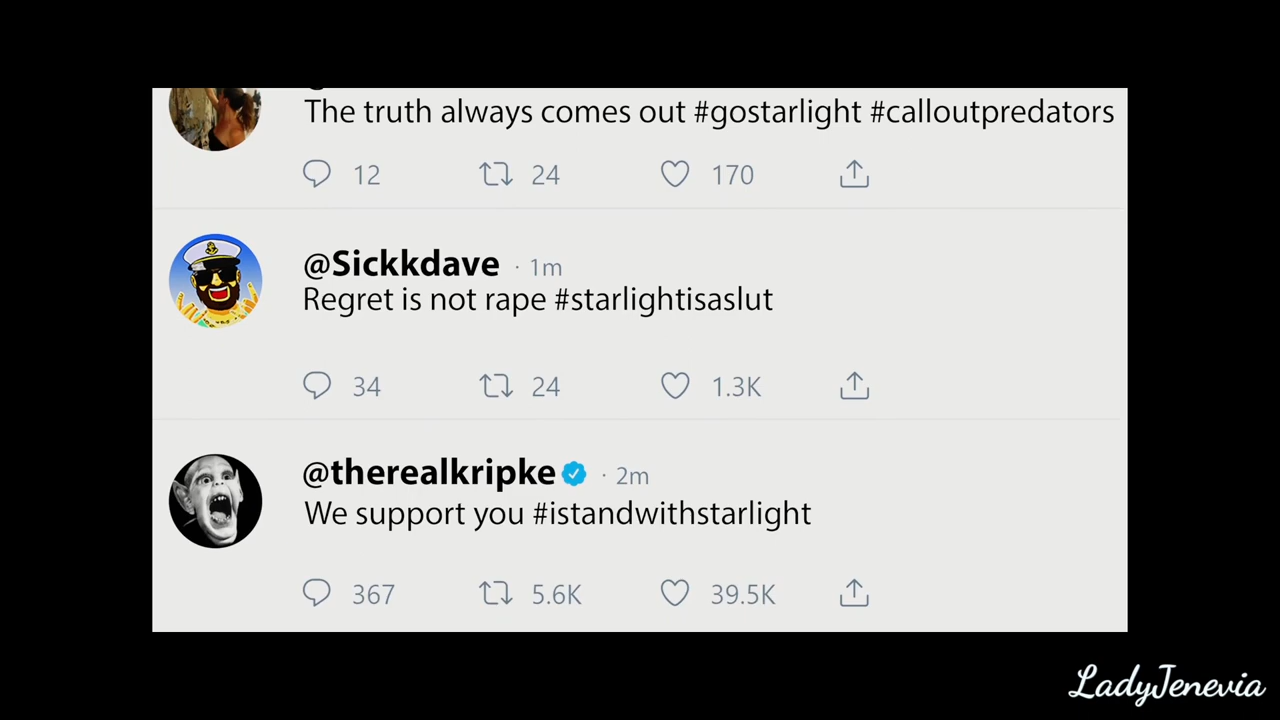 The truth always comes out #gostarlight #calloutpredators
12 24 170
@Sickkdave · 1m
Regret is not rape #starlightisaslut
34 24 1.3K
@therealkripke · 2m
We support you #istandwithstarlight
367 5.6K 39.5K
LadyJenevia